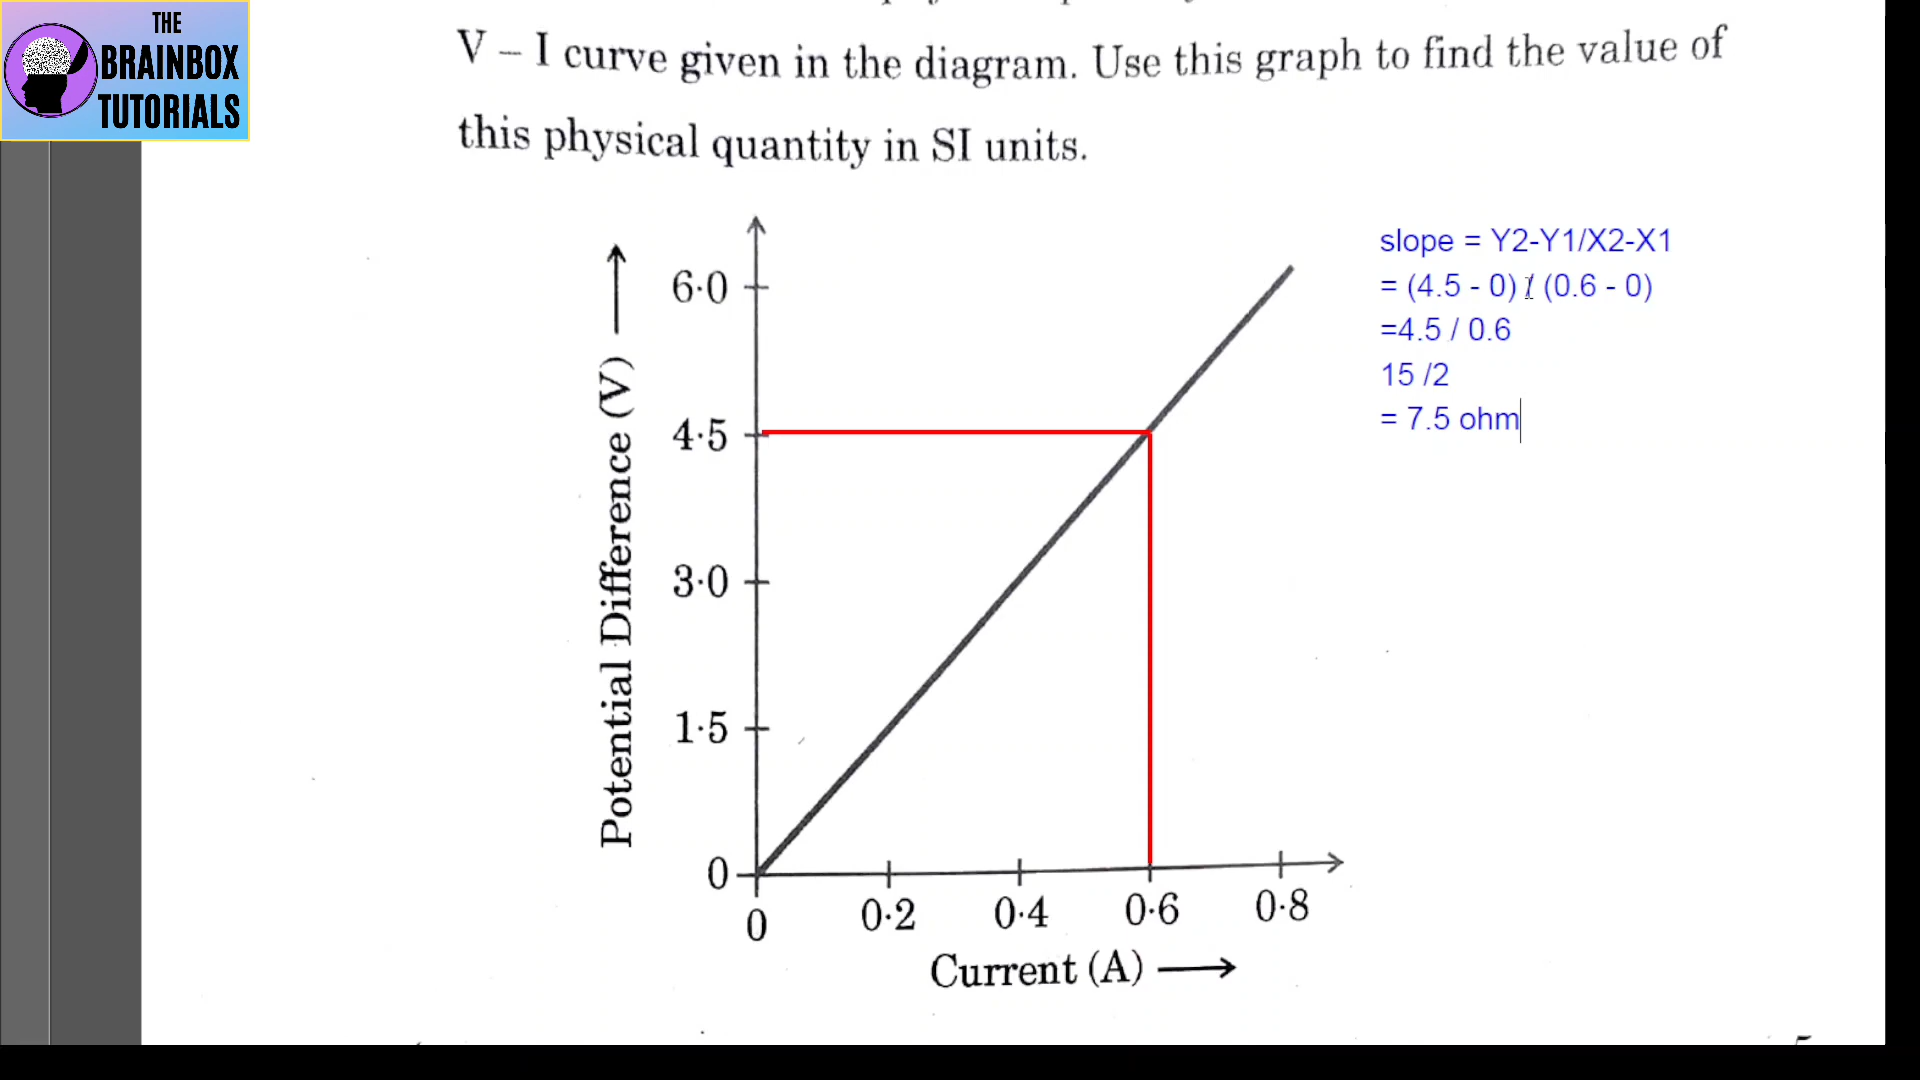 THE
BRAINBOX
TUTORIALS
V – I curve given in the diagram. Use this graph to find the value of
this physical quantity in SI units.
slope = Y2-Y1/X2-X1
= (4.5 - 0) / (0.6 - 0)
=4.5 / 0.6
15 /2
= 7.5 ohm
Potential Difference (V) ⟶
6·0
4·5
3·0
1·5
0
0 0·2 0·4 0·6 0·8
Current (A) ⟶